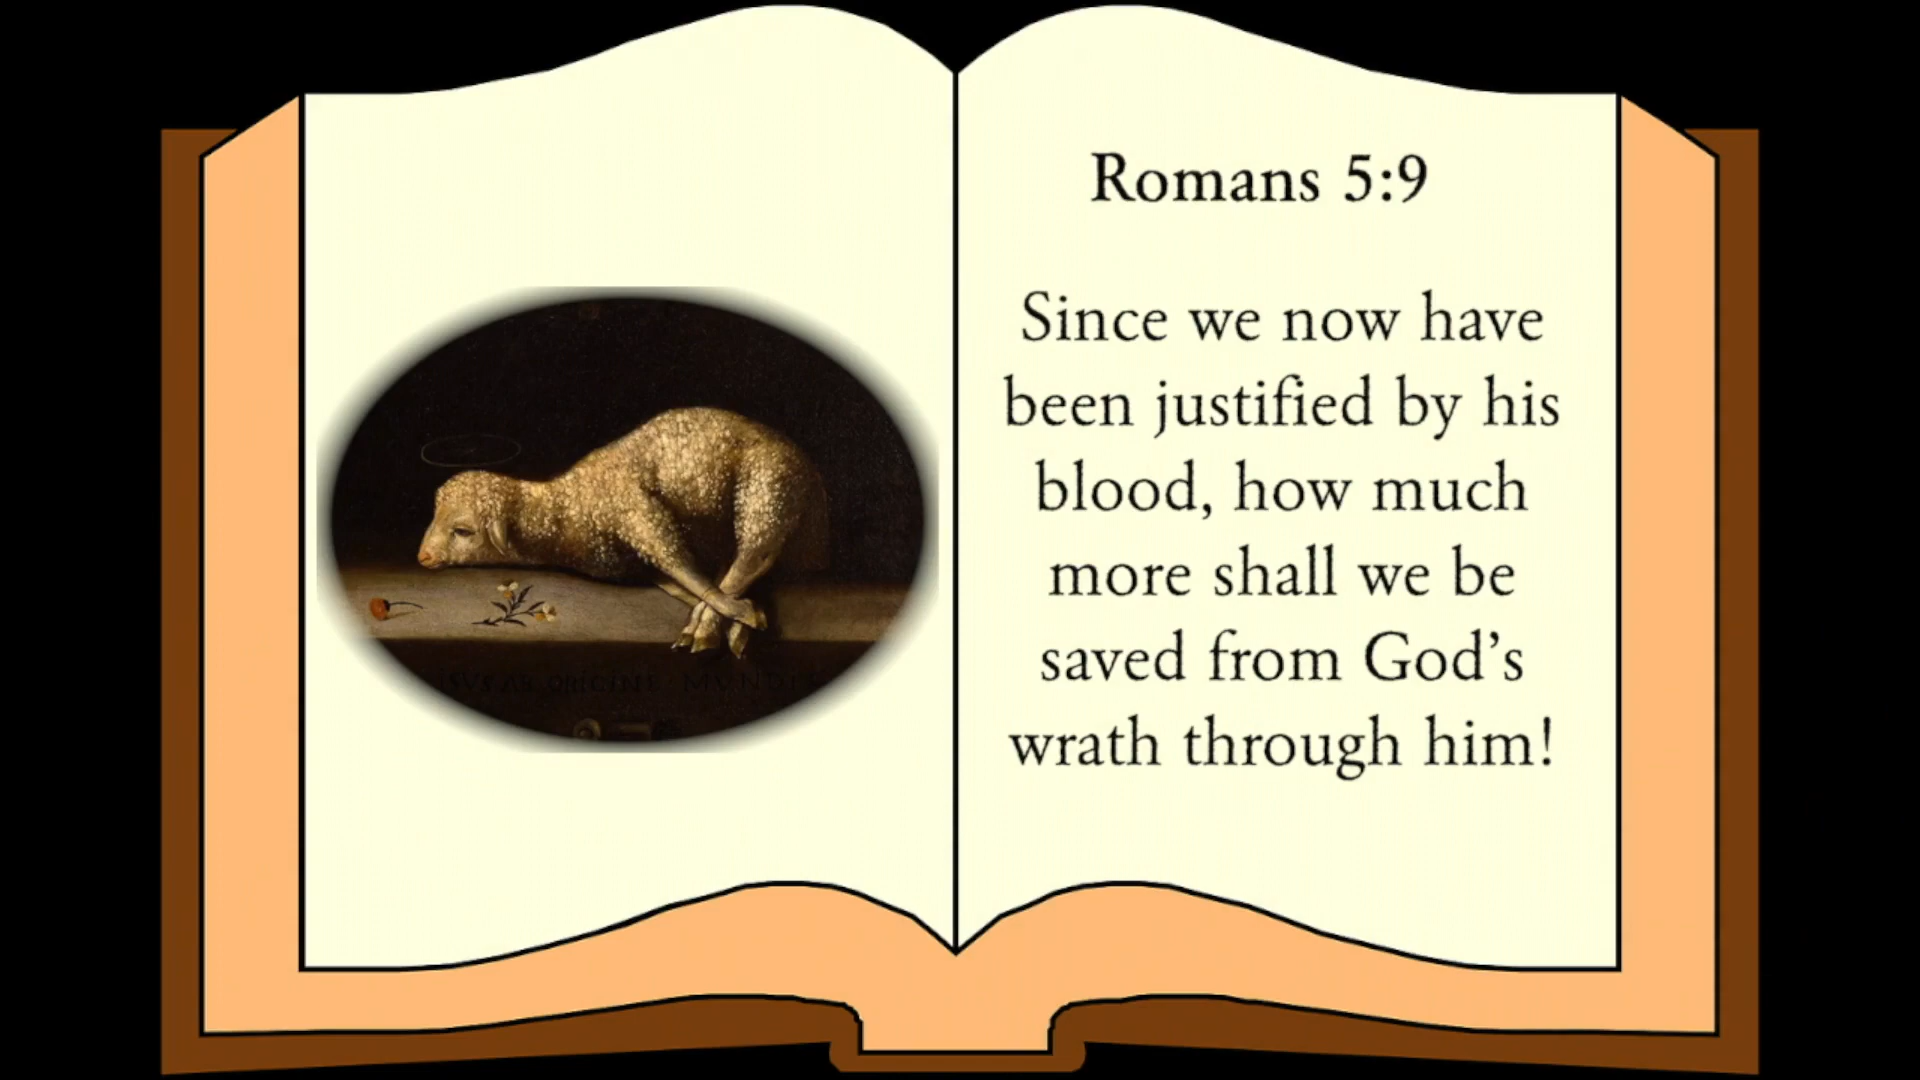 Romans 5:9
Since we now have
been justified by his
blood, how much
more shall we be
saved from God's
wrath through him!